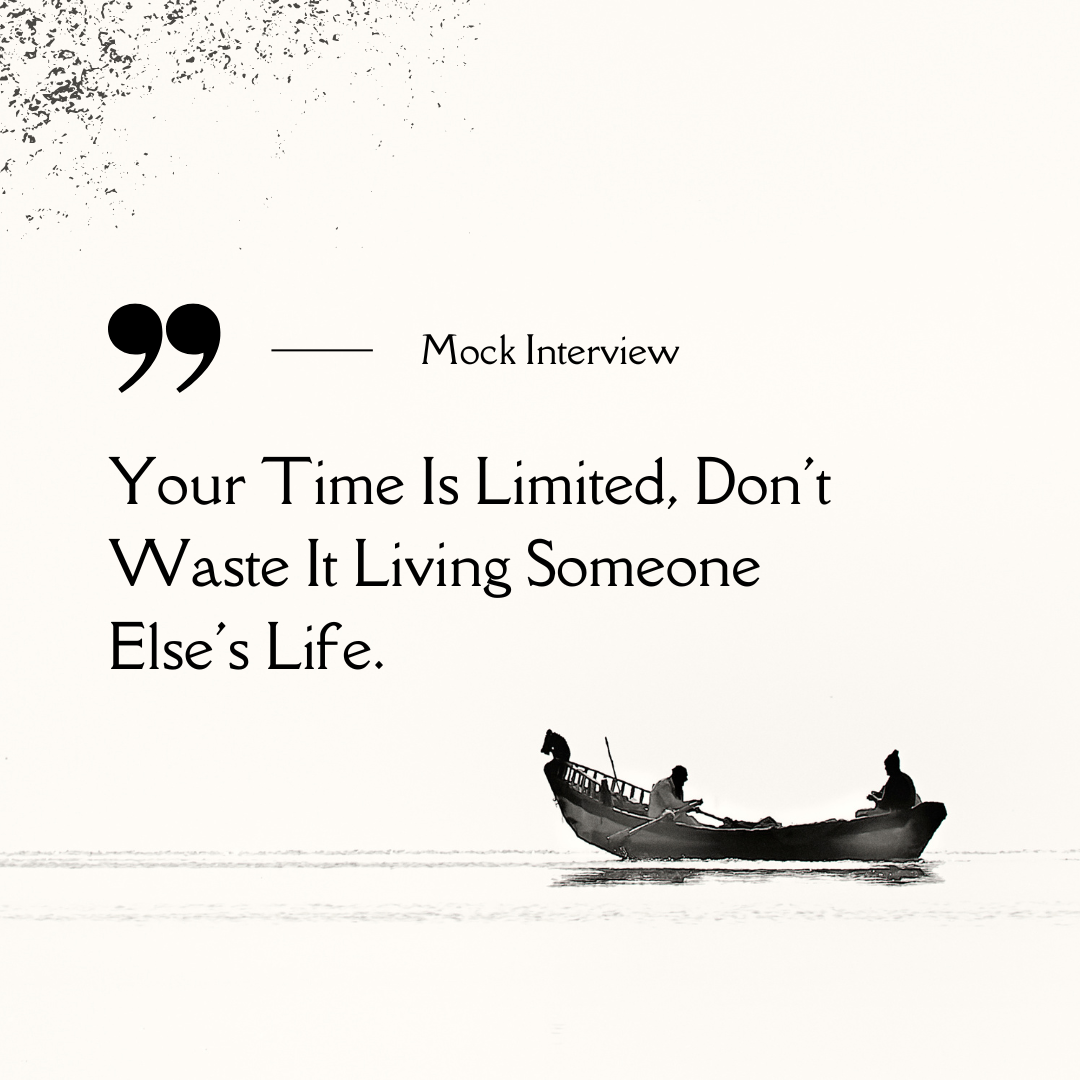 ” Mock Interview
Your Time Is Limited, Don’t
Waste It Living Someone
Else’s Life.